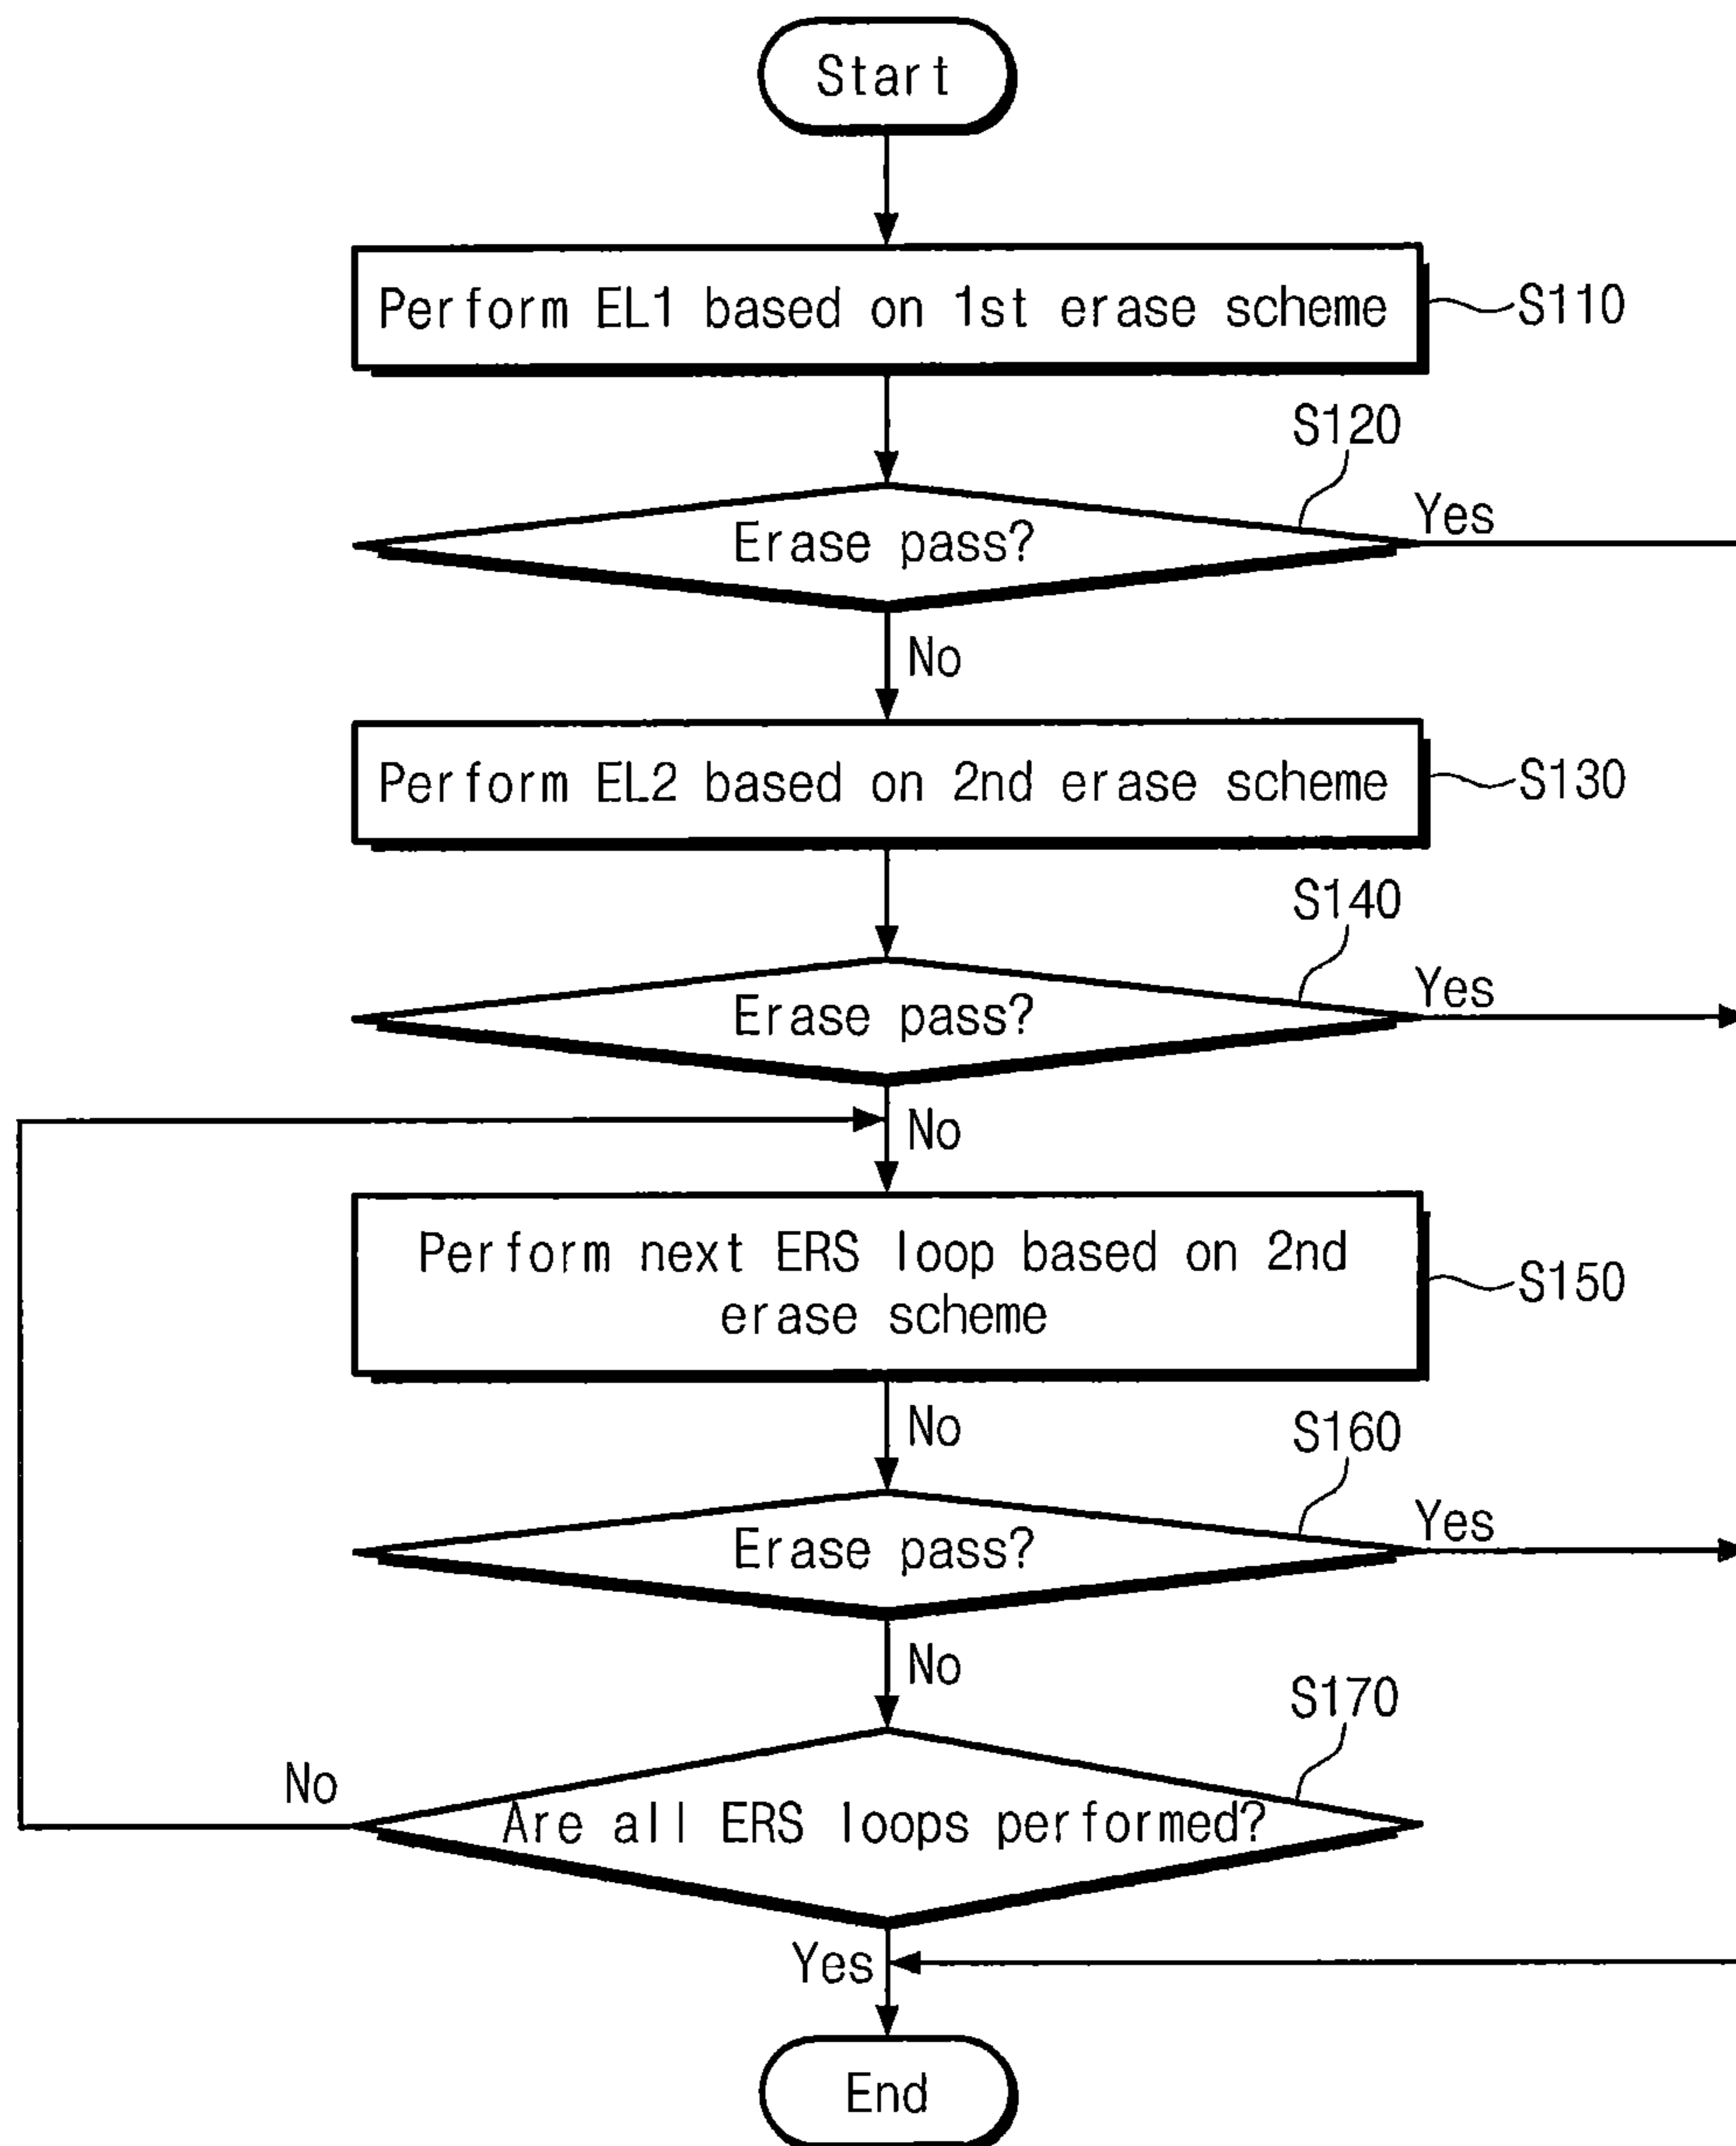 Start
Perform EL1 based on 1st erase scheme
S110
S120
Erase pass?
Yes
No
Perform EL2 based on 2nd erase scheme
S130
S140
Erase pass?
Yes
No
Perform next ERS loop based on 2nd
erase scheme
S150
No
S160
Erase pass?
Yes
No
S170
No
Are all ERS loops performed?
Yes
End